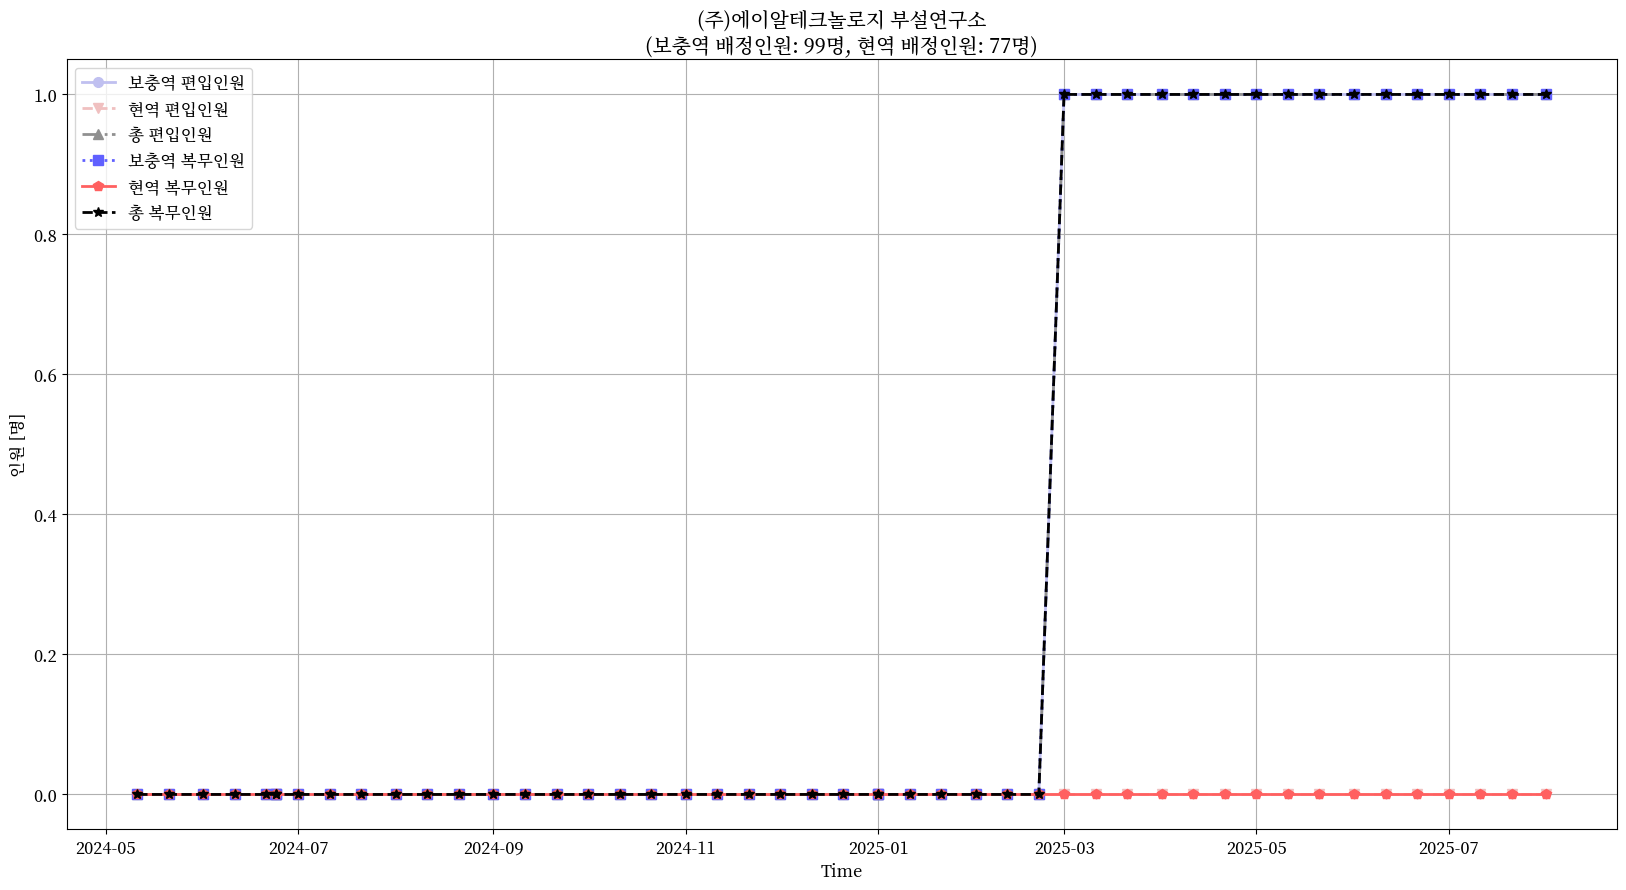 (주)에이알테크놀로지 부설연구소
(보충역 배정인원: 99명, 현역 배정인원: 77명)
보충역 편입인원
현역 편입인원
총 편입인원
보충역 복무인원
현역 복무인원
총 복무인원
1.0
0.8
0.6
0.4
0.2
0.0
인원 [명]
2024-05 2024-07 2024-09 2024-11 2025-01 2025-03 2025-05 2025-07
Time